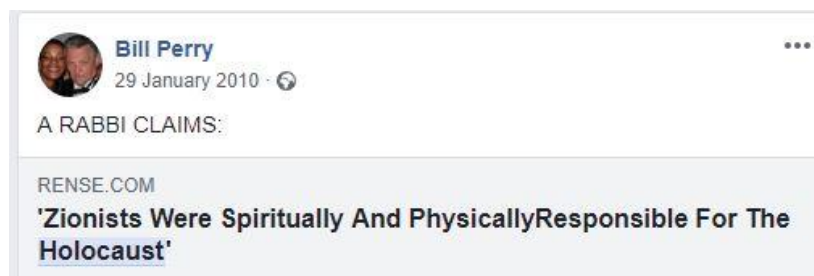 Bill Perry
29 January 2010 ·
A RABBI CLAIMS:
RENSE.COM
'Zionists Were Spiritually And PhysicallyResponsible For The
Holocaust'